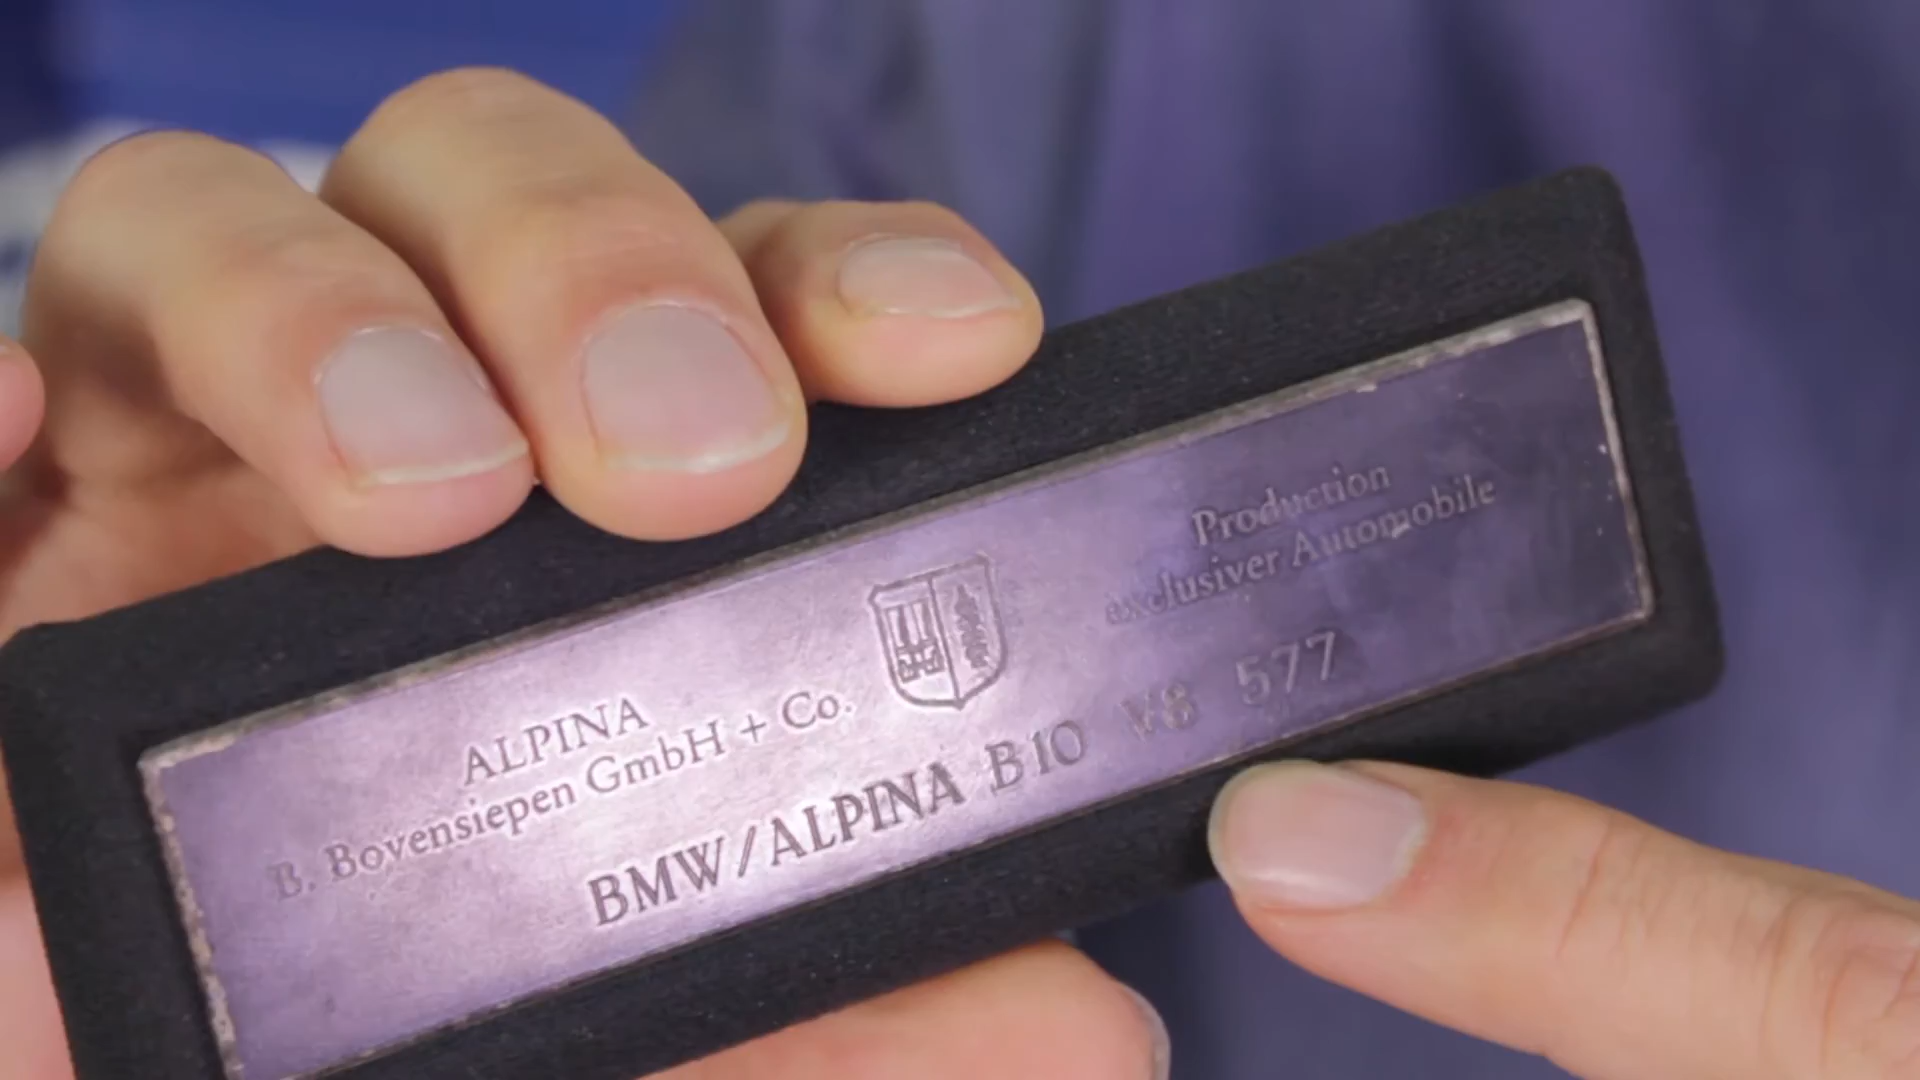 ALPINA
B. Bovensiepen GmbH + Co.
Production
exclusiver Automobile
BMW/ALPINA B10 V8 577